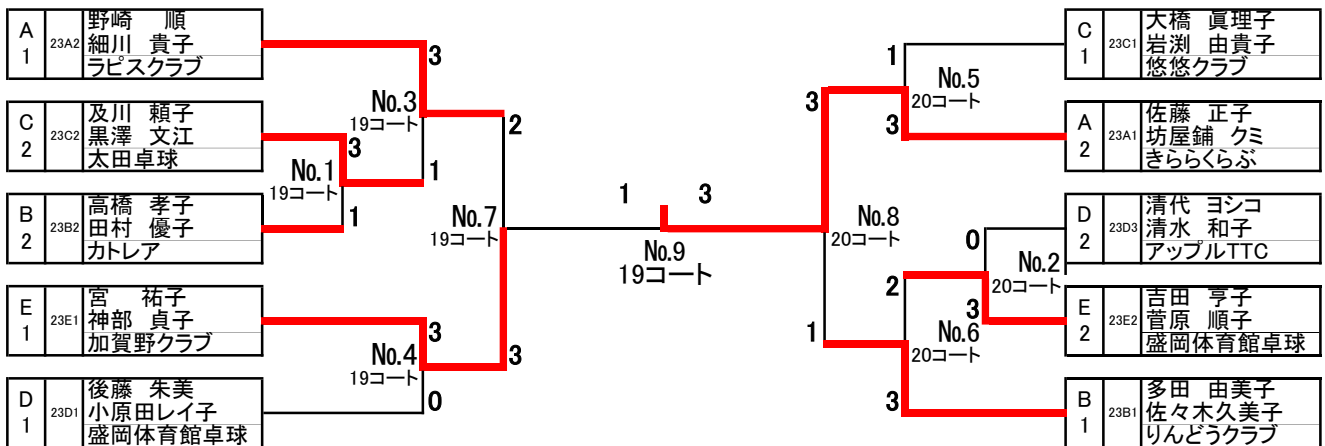 A
1
23A2
野崎 順
細川 貴子
ラピスクラブ
C
2
23C2
及川 頼子
黒澤 文江
太田卓球
B
2
23B2
高橋 孝子
田村 優子
カトレア
E
1
23E1
宮 祐子
神部 貞子
加賀野クラブ
D
1
23D1
後藤 朱美
小原田レイ子
盛岡体育館卓球
3
No.3
19コート
1
3
No.1
19コート
1
2
No.7
19コート
3
3
No.4
19コート
0
1 3
No.9
19コート
3
No.8
20コート
1
1
No.5
20コート
3
0
No.2
20コート
3
2
No.6
20コート
3
C
1
23C1
大橋 眞理子
岩渕 由貴子
悠悠クラブ
A
2
23A1
佐藤 正子
坊屋鋪 クミ
きららくらぶ
D
2
23D3
清代 ヨシコ
清水 和子
アップルTTC
E
2
23E2
吉田 亨子
菅原 順子
盛岡体育館卓球
B
1
23B1
多田 由美子
佐々木久美子
りんどうクラブ